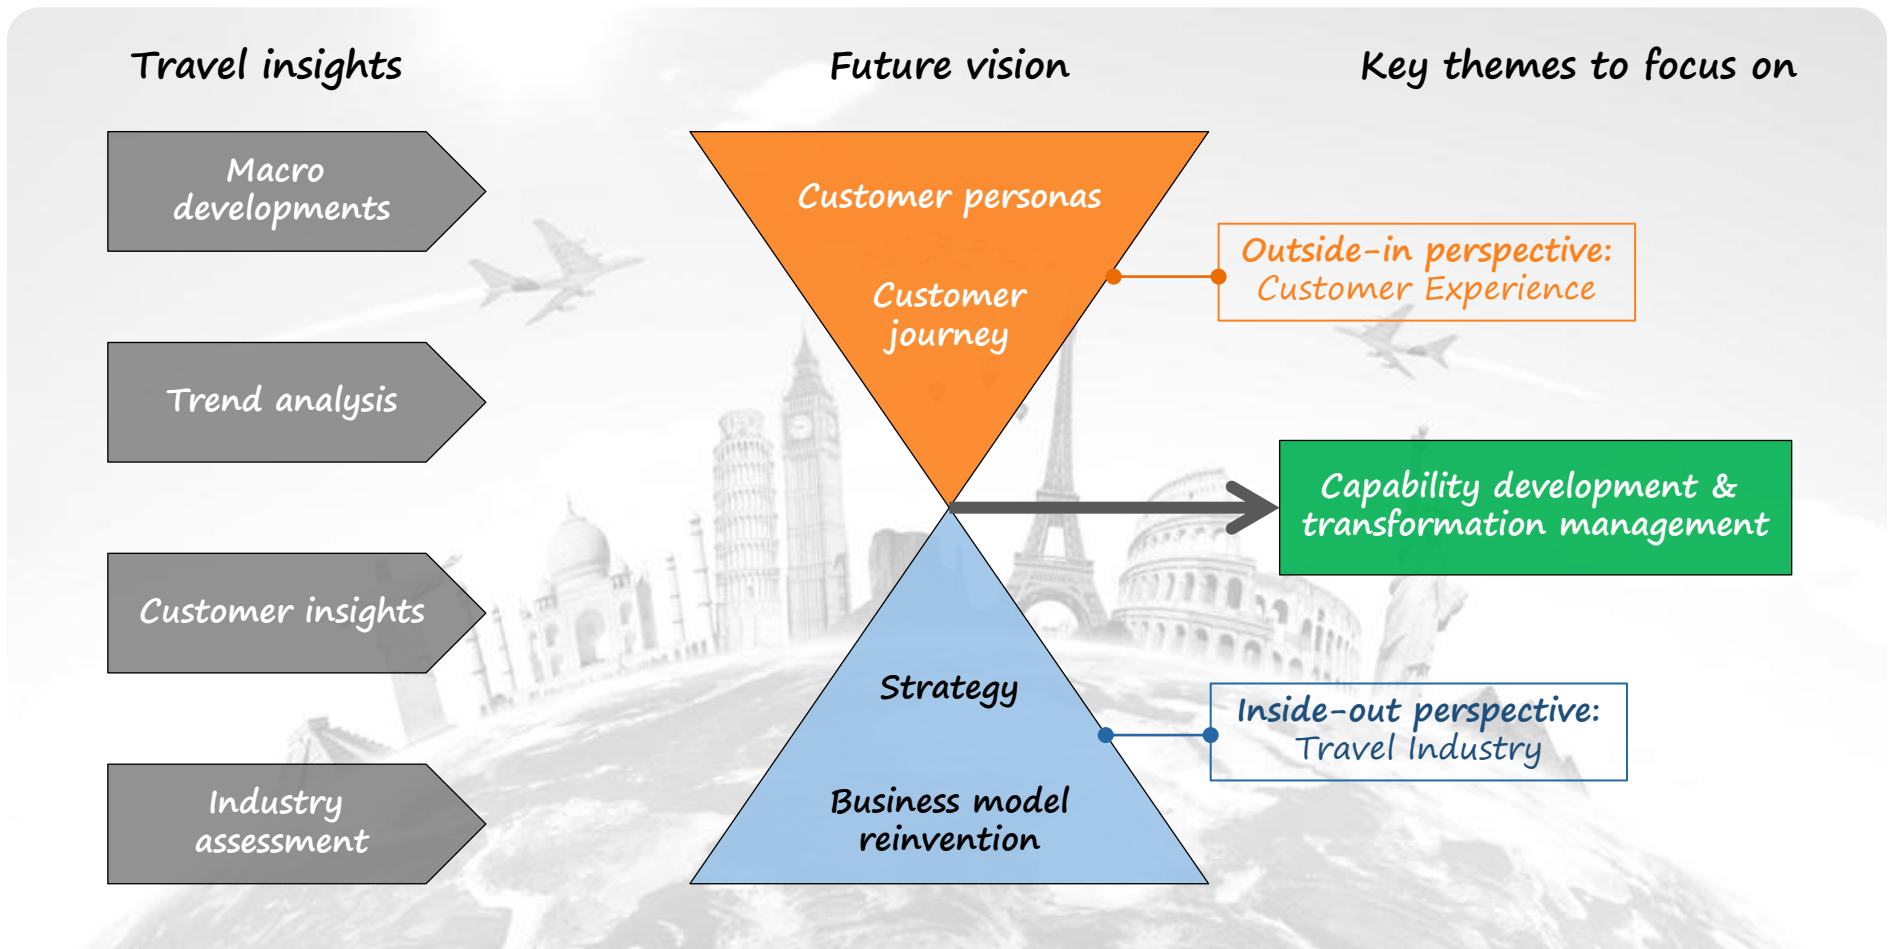 Travel insights
Future vision
Key themes to focus on
Macro
developments
Trend analysis
Customer insights
Industry
assessment
Customer personas
Customer
journey
Strategy
Business model
reinvention
Outside-in perspective:
Customer Experience
Capability development &
transformation management
Inside-out perspective:
Travel Industry